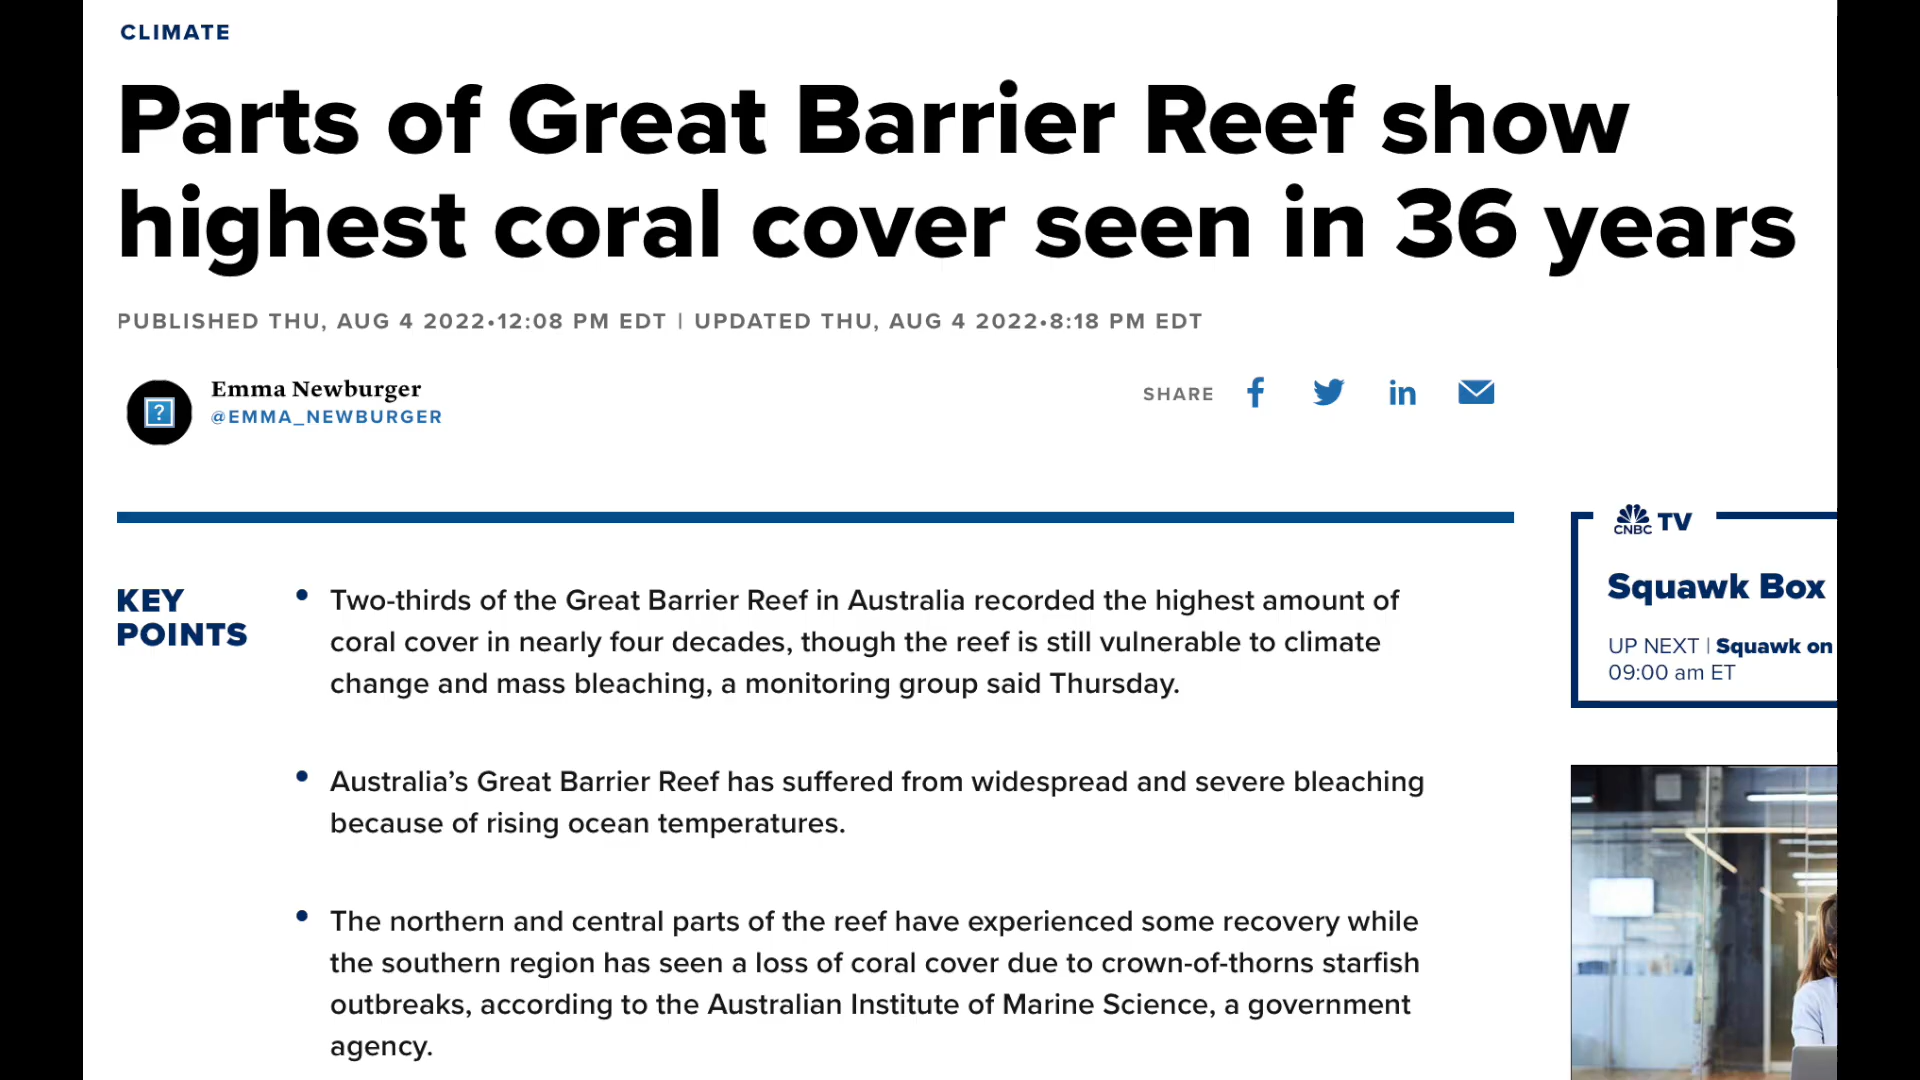 CLIMATE
Parts of Great Barrier Reef show
highest coral cover seen in 36 years
PUBLISHED THU, AUG 4 2022•12:08 PM EDT | UPDATED THU, AUG 4 2022•8:18 PM EDT
Emma Newburger
@EMMA_NEWBURGER
SHARE
KEY
POINTS
• Two-thirds of the Great Barrier Reef in Australia recorded the highest amount of
coral cover in nearly four decades, though the reef is still vulnerable to climate
change and mass bleaching, a monitoring group said Thursday.
• Australia’s Great Barrier Reef has suffered from widespread and severe bleaching
because of rising ocean temperatures.
• The northern and central parts of the reef have experienced some recovery while
the southern region has seen a loss of coral cover due to crown-of-thorns starfish
outbreaks, according to the Australian Institute of Marine Science, a government
agency.
CNBC TV
Squawk Box
UP NEXT | Squawk on
09:00 am ET